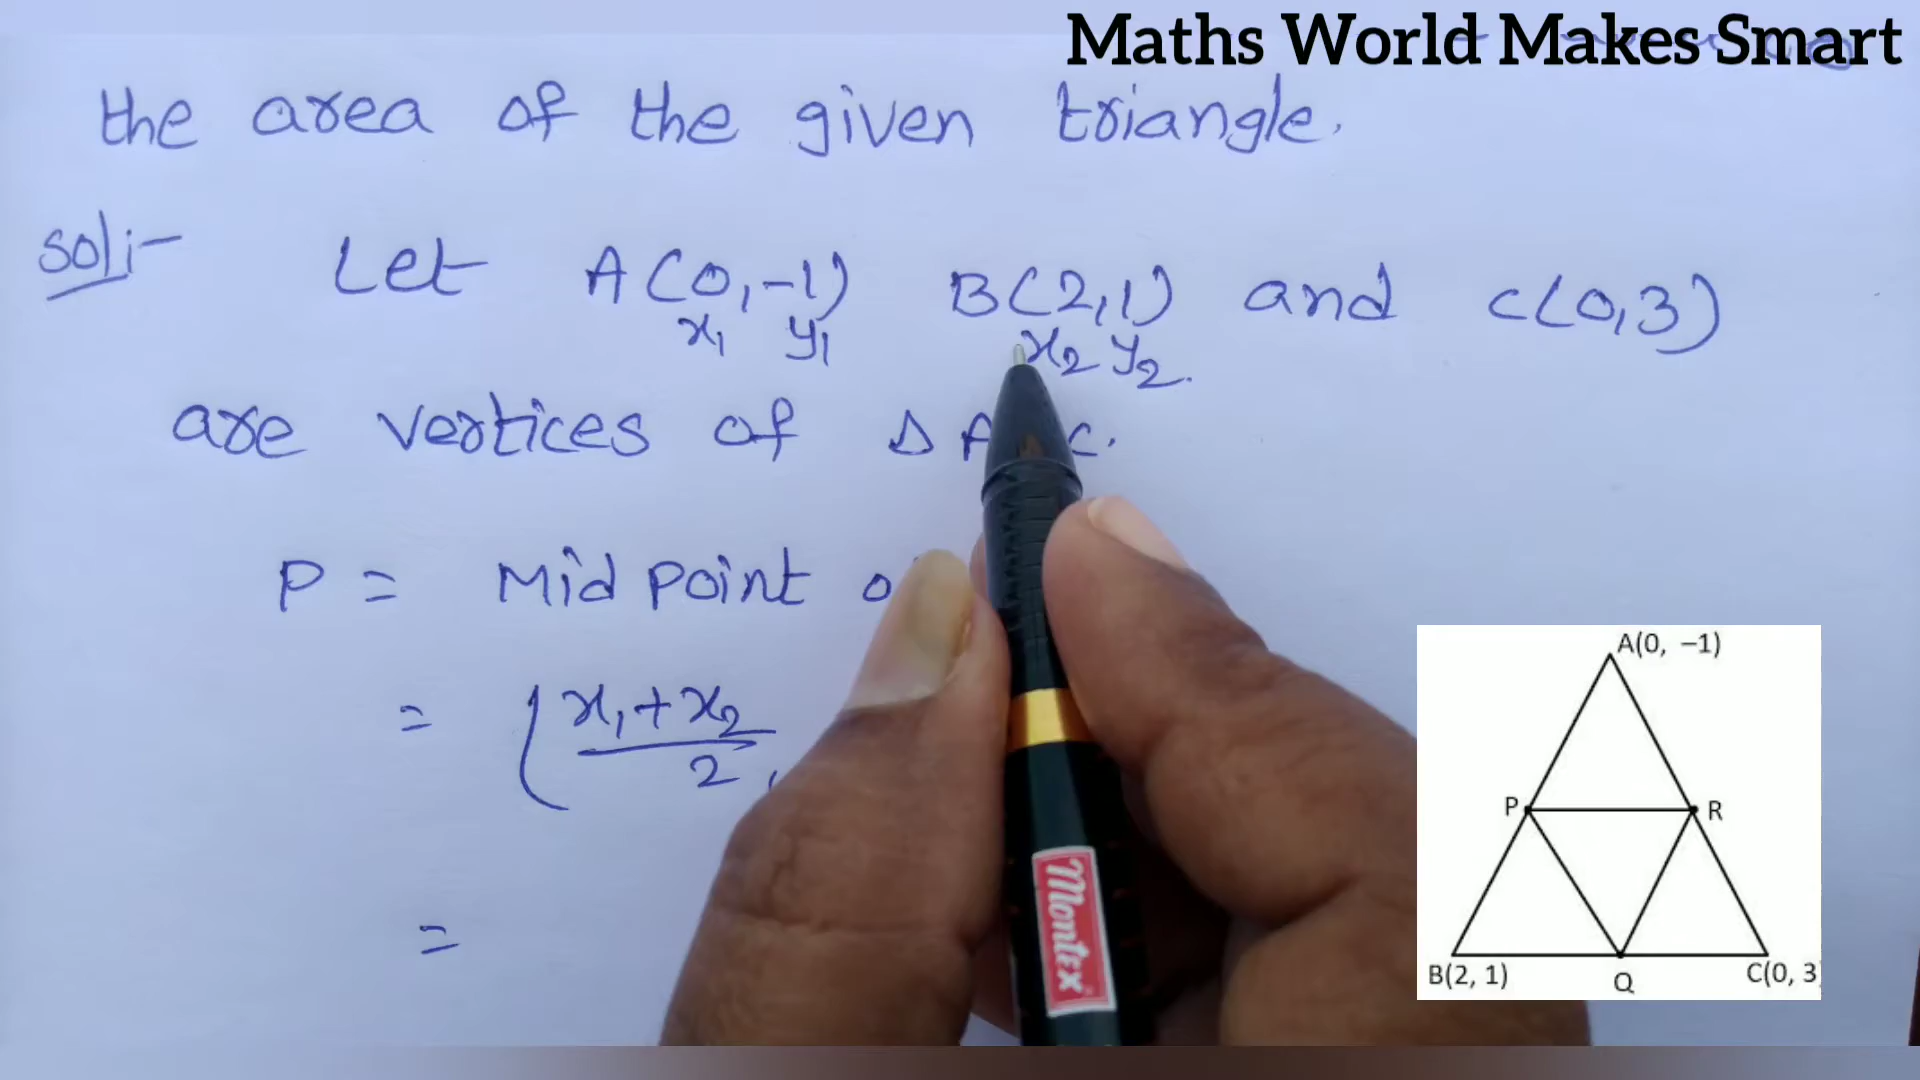 Maths World Makes Smart
the area of the given triangle.
Sol:- Let A(0,-1) B(2,1) and C(0,3)
x₁ y₁ x₂ y₂.
are vertices of Δ A C.
P = Mid point
= (x₁+x₂/2,
=
Montex
A(0, –1)
P R
B(2, 1) Q C(0, 3